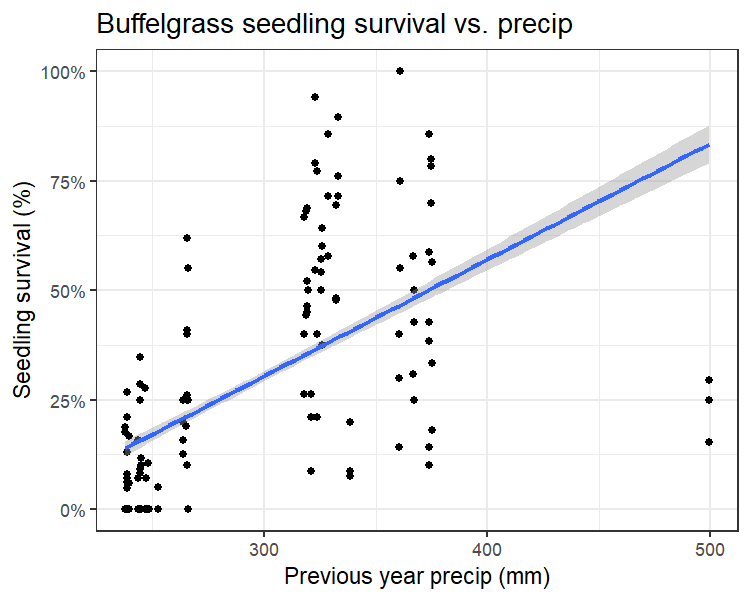 Buffelgrass seedling survival vs. precip
100%
75%
50%
25%
0%
Seedling survival (%)
300 400 500
Previous year precip (mm)